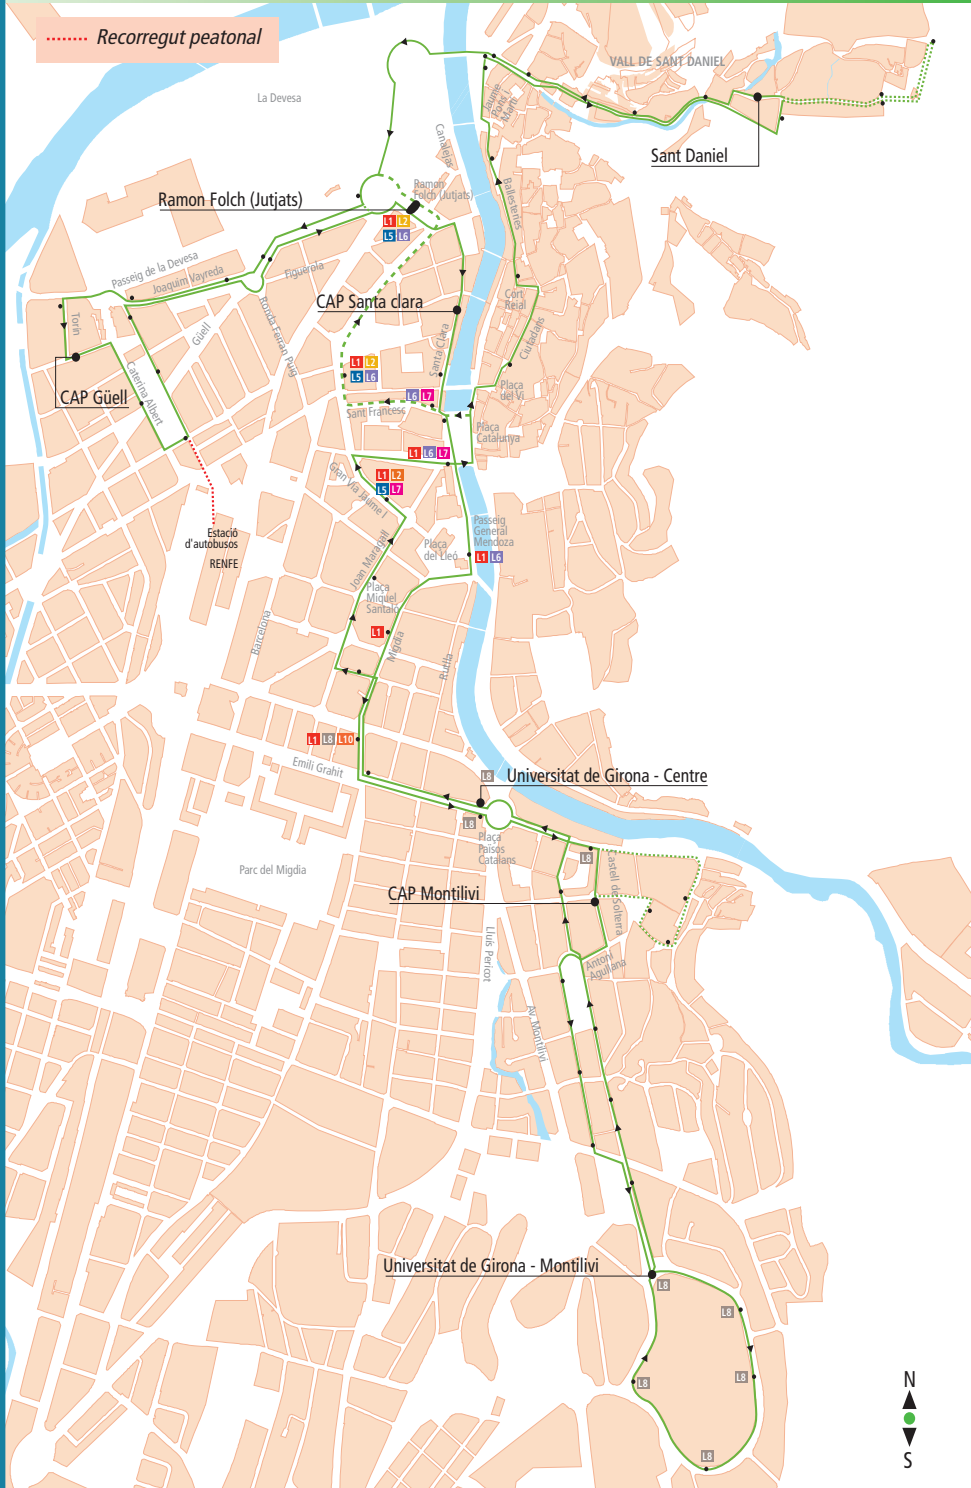 Recorregut peatonal
VALL DE SANT DANIEL
La Devesa
Jaume
Pons i
Martí
Canalejas
Sant Daniel
Ramon
Folch (Jutjats)
Ballesteries
Ramon Folch (Jutjats)
L1 L2
L5 L6
Passeig de la Devesa
Joaquim Vayreda
Figuerola
CAP Santa clara
Cort
Reial
Ciutadans
Torin
Güell
Ronda Ferran Puig
Santa Clara
L1 L2
L5 L6
CAP Güell
Caterina Albert
L6 L7
Sant Francesc
Plaça
del Vi
Plaça
Catalunya
L1 L6 L7
Gran Via Jaume I
L1 L2
L5 L7
Estació
d'autobusos
RENFE
Passeig
General
Mendoza
Plaça
del Lleó
L1 L6
Joan Maragall
Plaça
Miquel
Santaló
Barcelona
L1
Migdia
Rutlla
L1 L8 L10
Emili Grahit
L8
Universitat de Girona - Centre
L8
Plaça
Països
Catalans
L8
Parc del Migdia
Castell de Solterra
CAP Montilivi
Lluís Pericot
Antoni
Agullana
Av. Montilivi
Universitat de Girona - Montilivi
L8
L8
L8
L8
L8
N
S